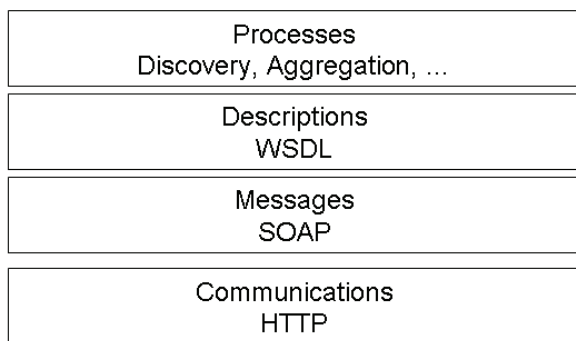 Processes
Discovery, Aggregation, ...
Descriptions
WSDL
Messages
SOAP
Communications
HTTP